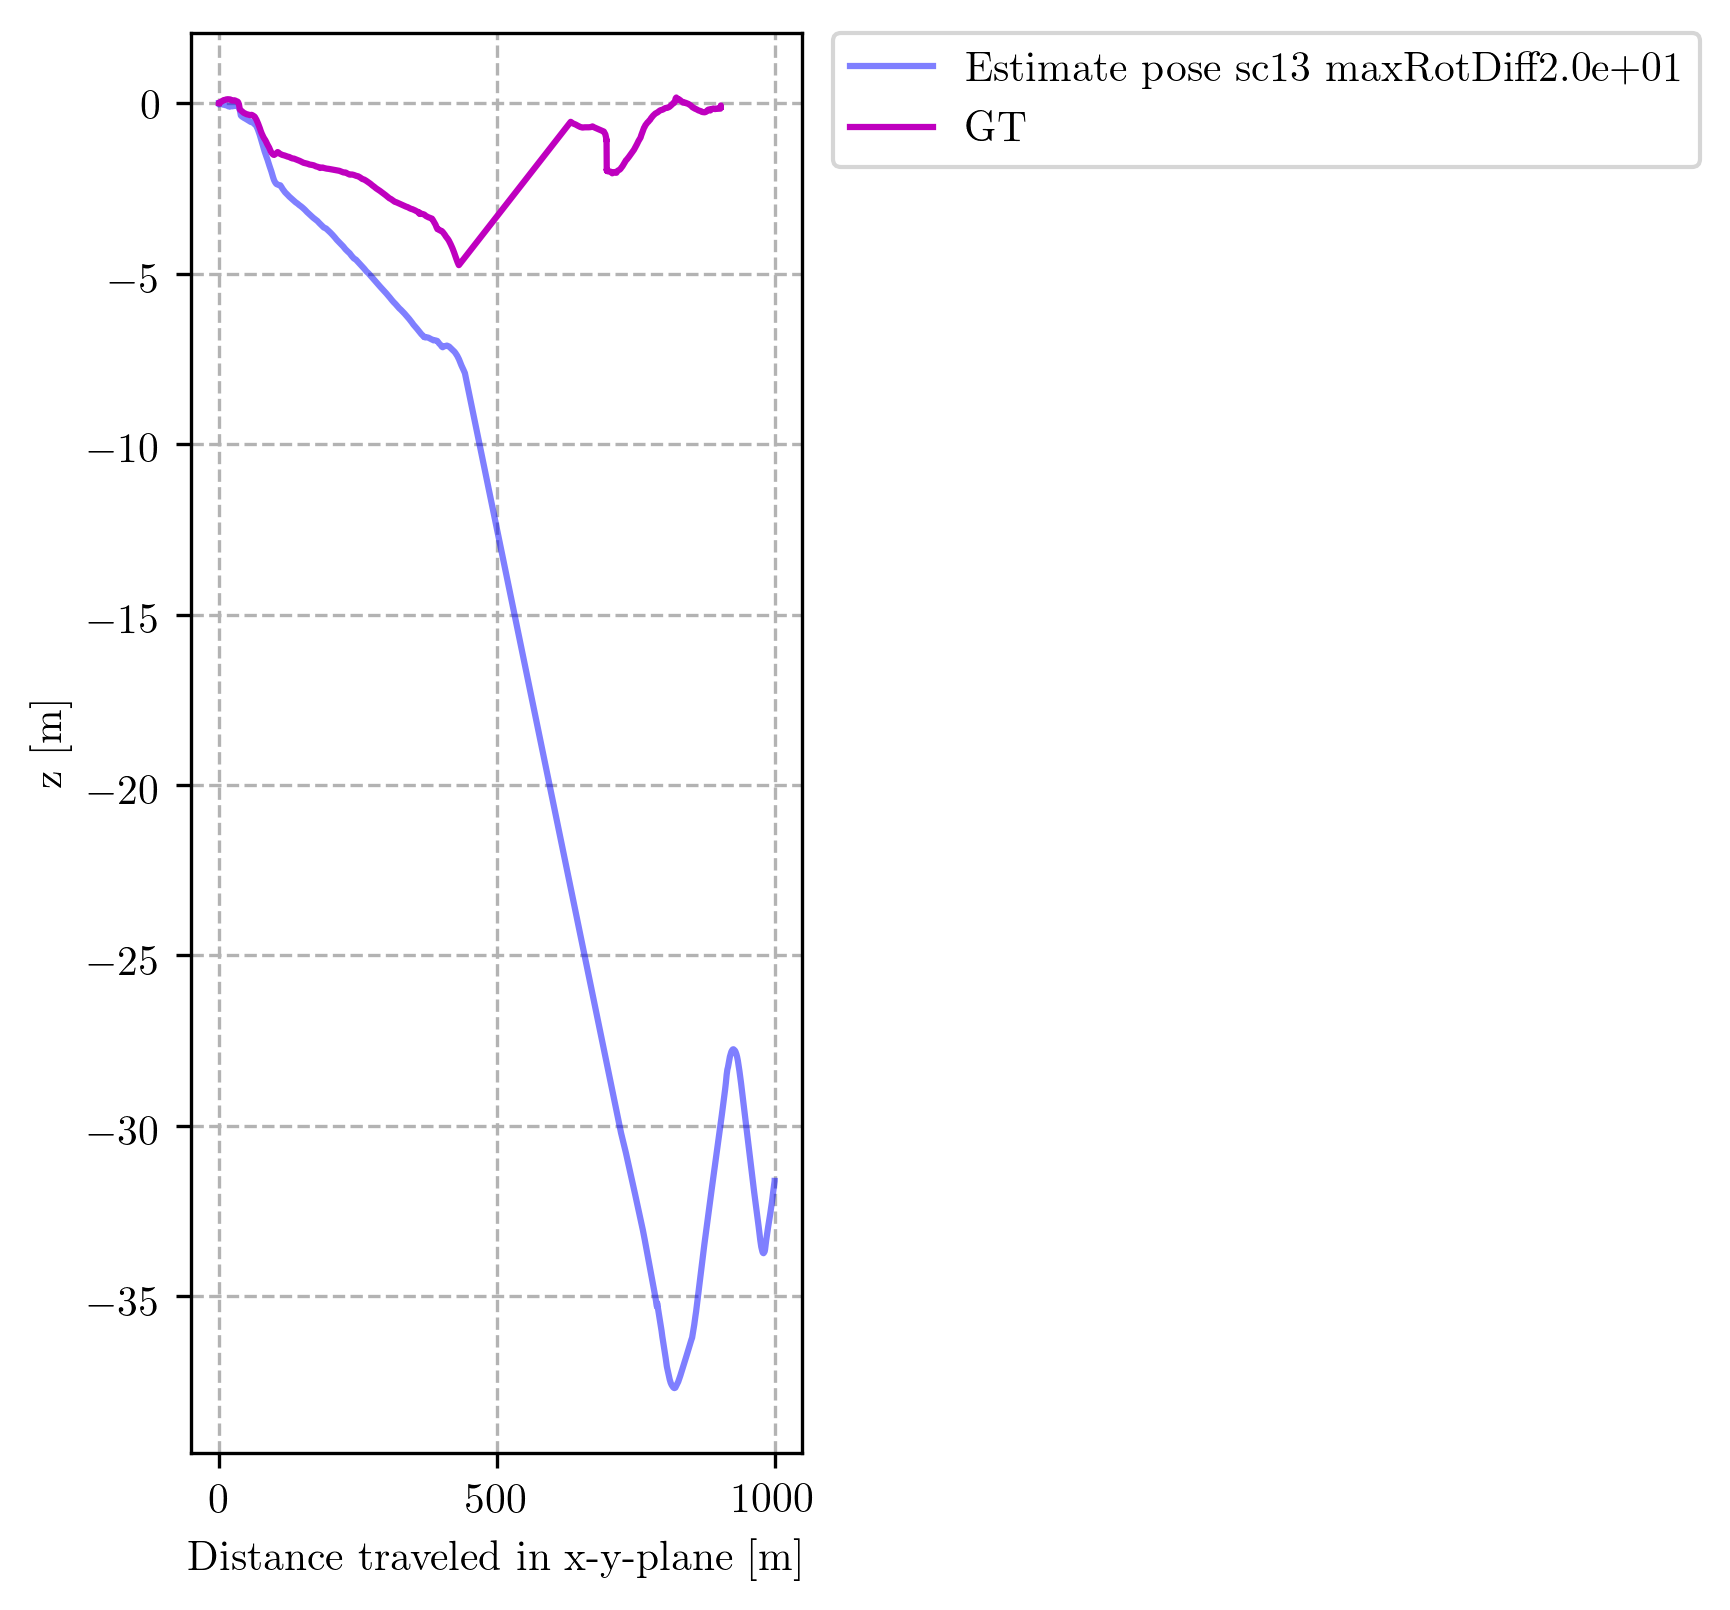 Estimate pose sc13 maxRotDiff2.0e+01
GT
0
−5
−10
−15
−20
−25
−30
−35
z [m]
0 500 1000
Distance traveled in x-y-plane [m]